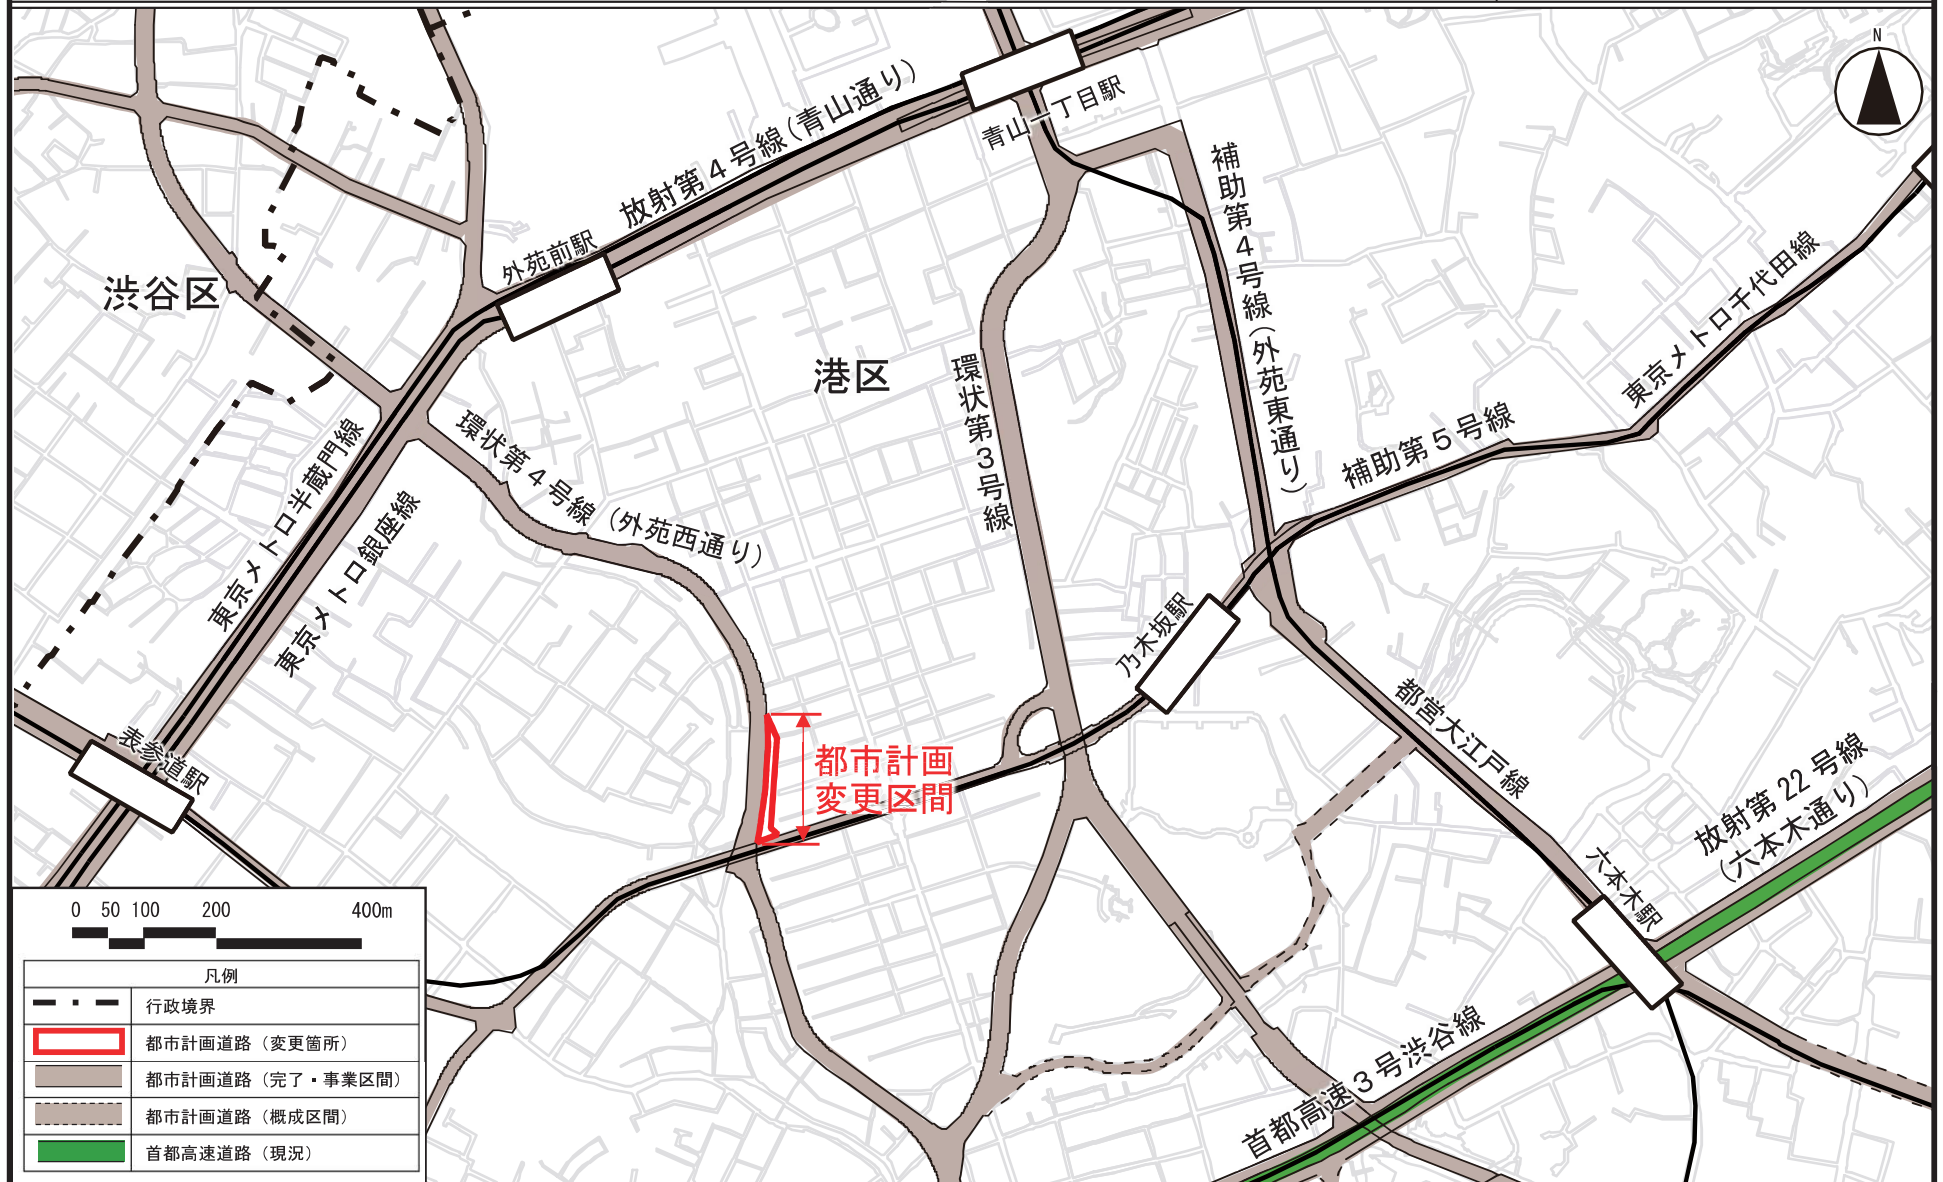 N
放射第４号線（青山通り）
青山一丁目駅
外苑前駅
補助第４号線（外苑東通り）
渋谷区
港区
東京メトロ千代田線
環状第３号線
補助第５号線
環状第４号線（外苑西通り）
東京メトロ半蔵門線
東京メトロ銀座線
乃木坂駅
都営大江戸線
表参道駅
都市計画
変更区間
放射第22号線
（六本木通り）
六本木駅
首都高速３号渋谷線
0 50 100 200 400m
凡例
行政境界
都市計画道路（変更箇所）
都市計画道路（完了・事業区間）
都市計画道路（概成区間）
首都高速道路（現況）